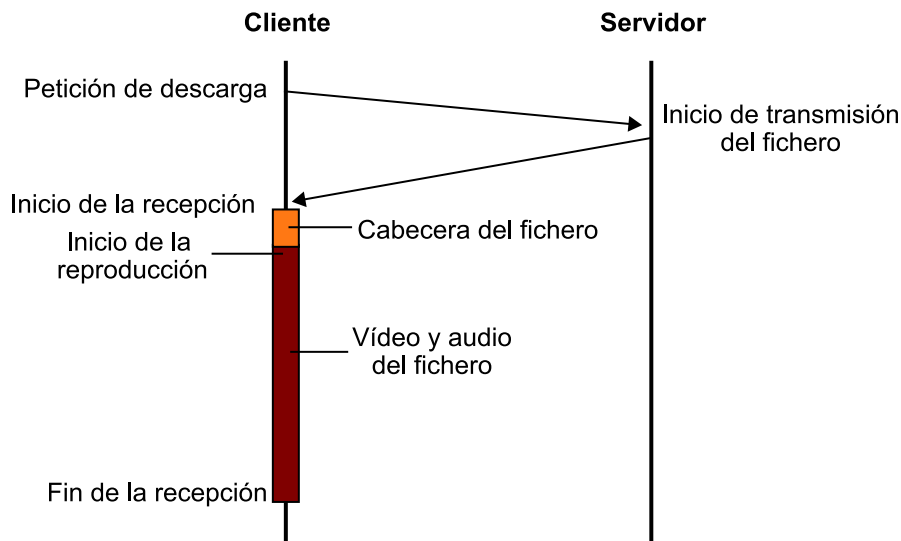 Cliente
Servidor
Petición de descarga
Inicio de transmisión
del fichero
Inicio de la recepción
Cabecera del fichero
Inicio de la
reproducción
Vídeo y audio
del fichero
Fin de la recepción